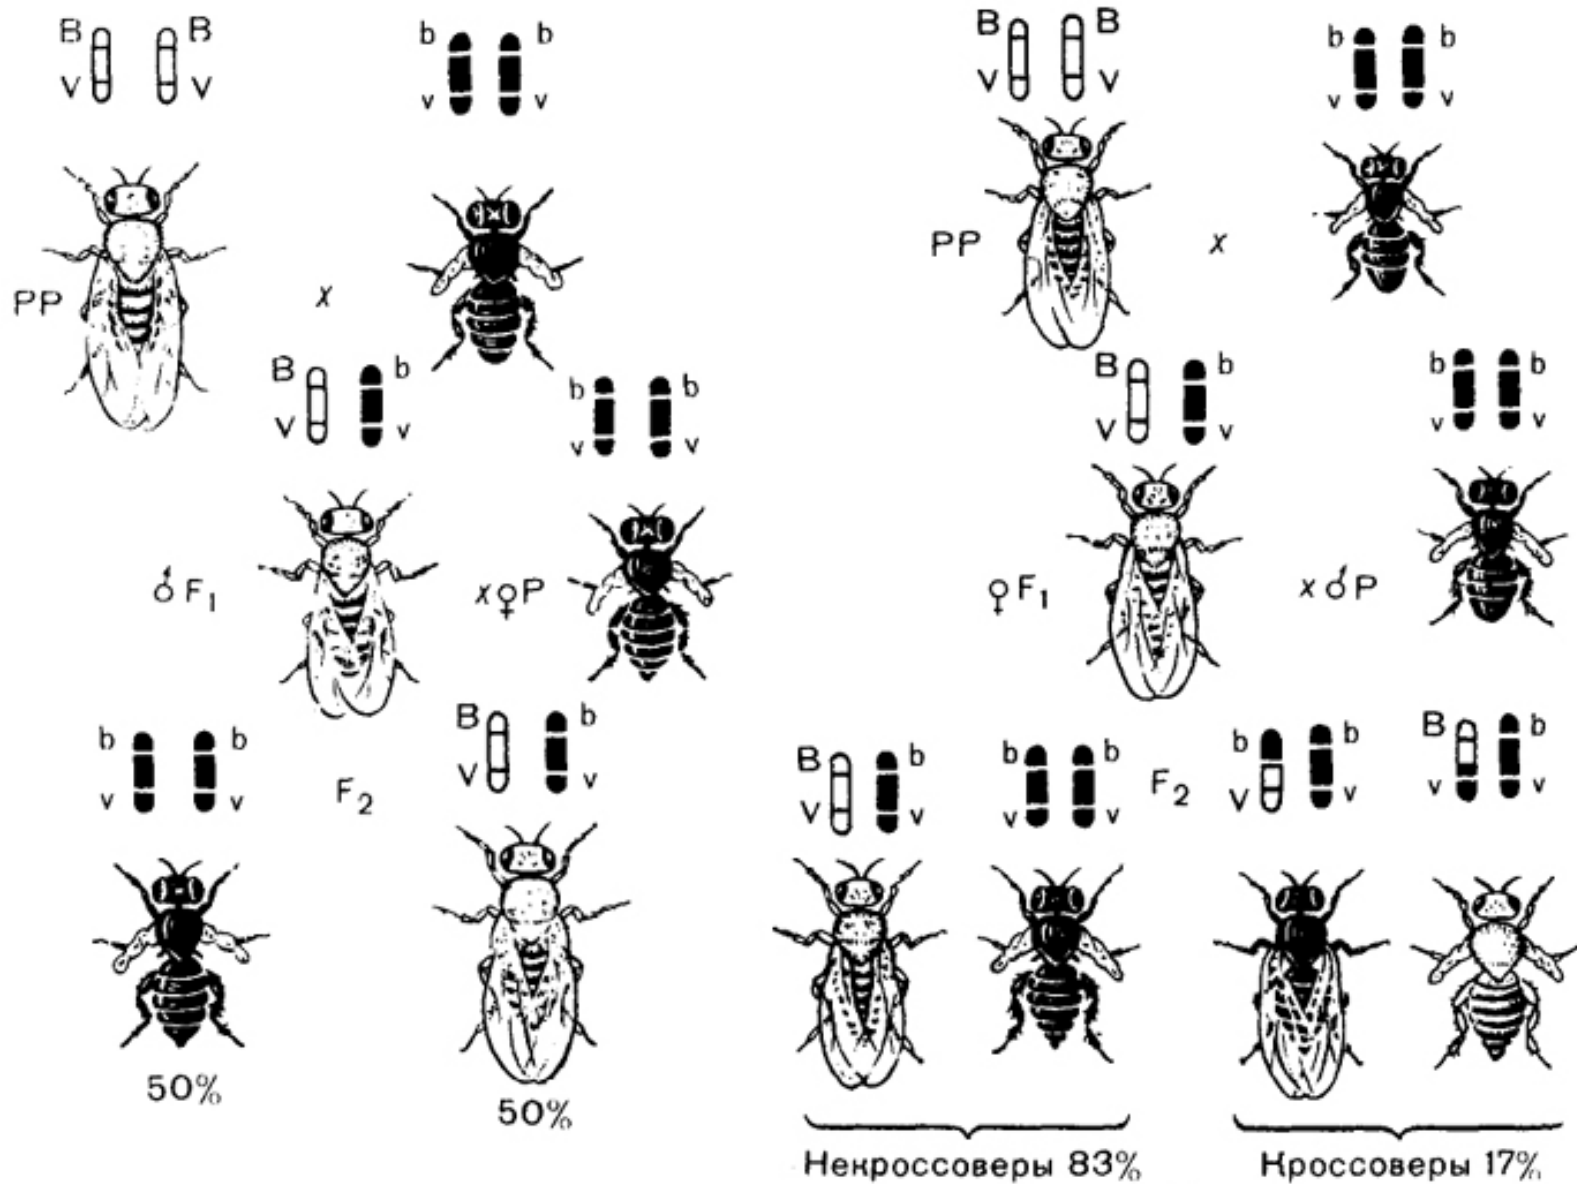 B B b b
V V v v
PP x
B b b b
V v v v
♂ F₁ x ♀ P
b b B b
v v V v
F₂
50%
50%
B B b b
V V v v
PP x
B b b b
V v v v
♀ F₁ x ♂ P
B b b b b b B b
V v v v V v v v
F₂
Некроссоверы 83% Кроссоверы 17%